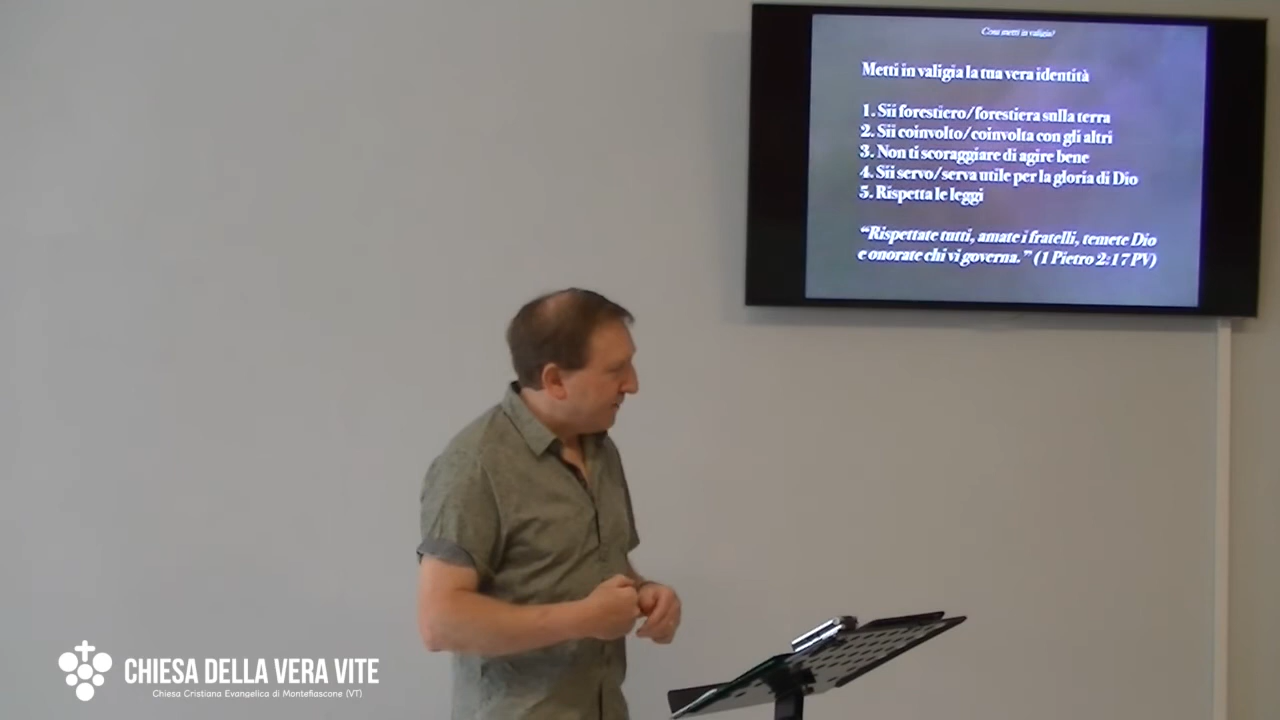 Cosa metti in valigia?
Metti in valigia la tua vera identità
1. Sii forestiero/forestiera sulla terra
2. Sii coinvolto/coinvolta con gli altri
3. Non ti scoraggiare di agire bene
4. Sii servo/serva utile per la gloria di Dio
5. Rispetta le leggi
“Rispettate tutti, amate i fratelli, temete Dio
e onorate chi vi governa.” (1 Pietro 2:17 PV)
CHIESA DELLA VERA VITE
Chiesa Cristiana Evangelica di Montefiascone (VT)